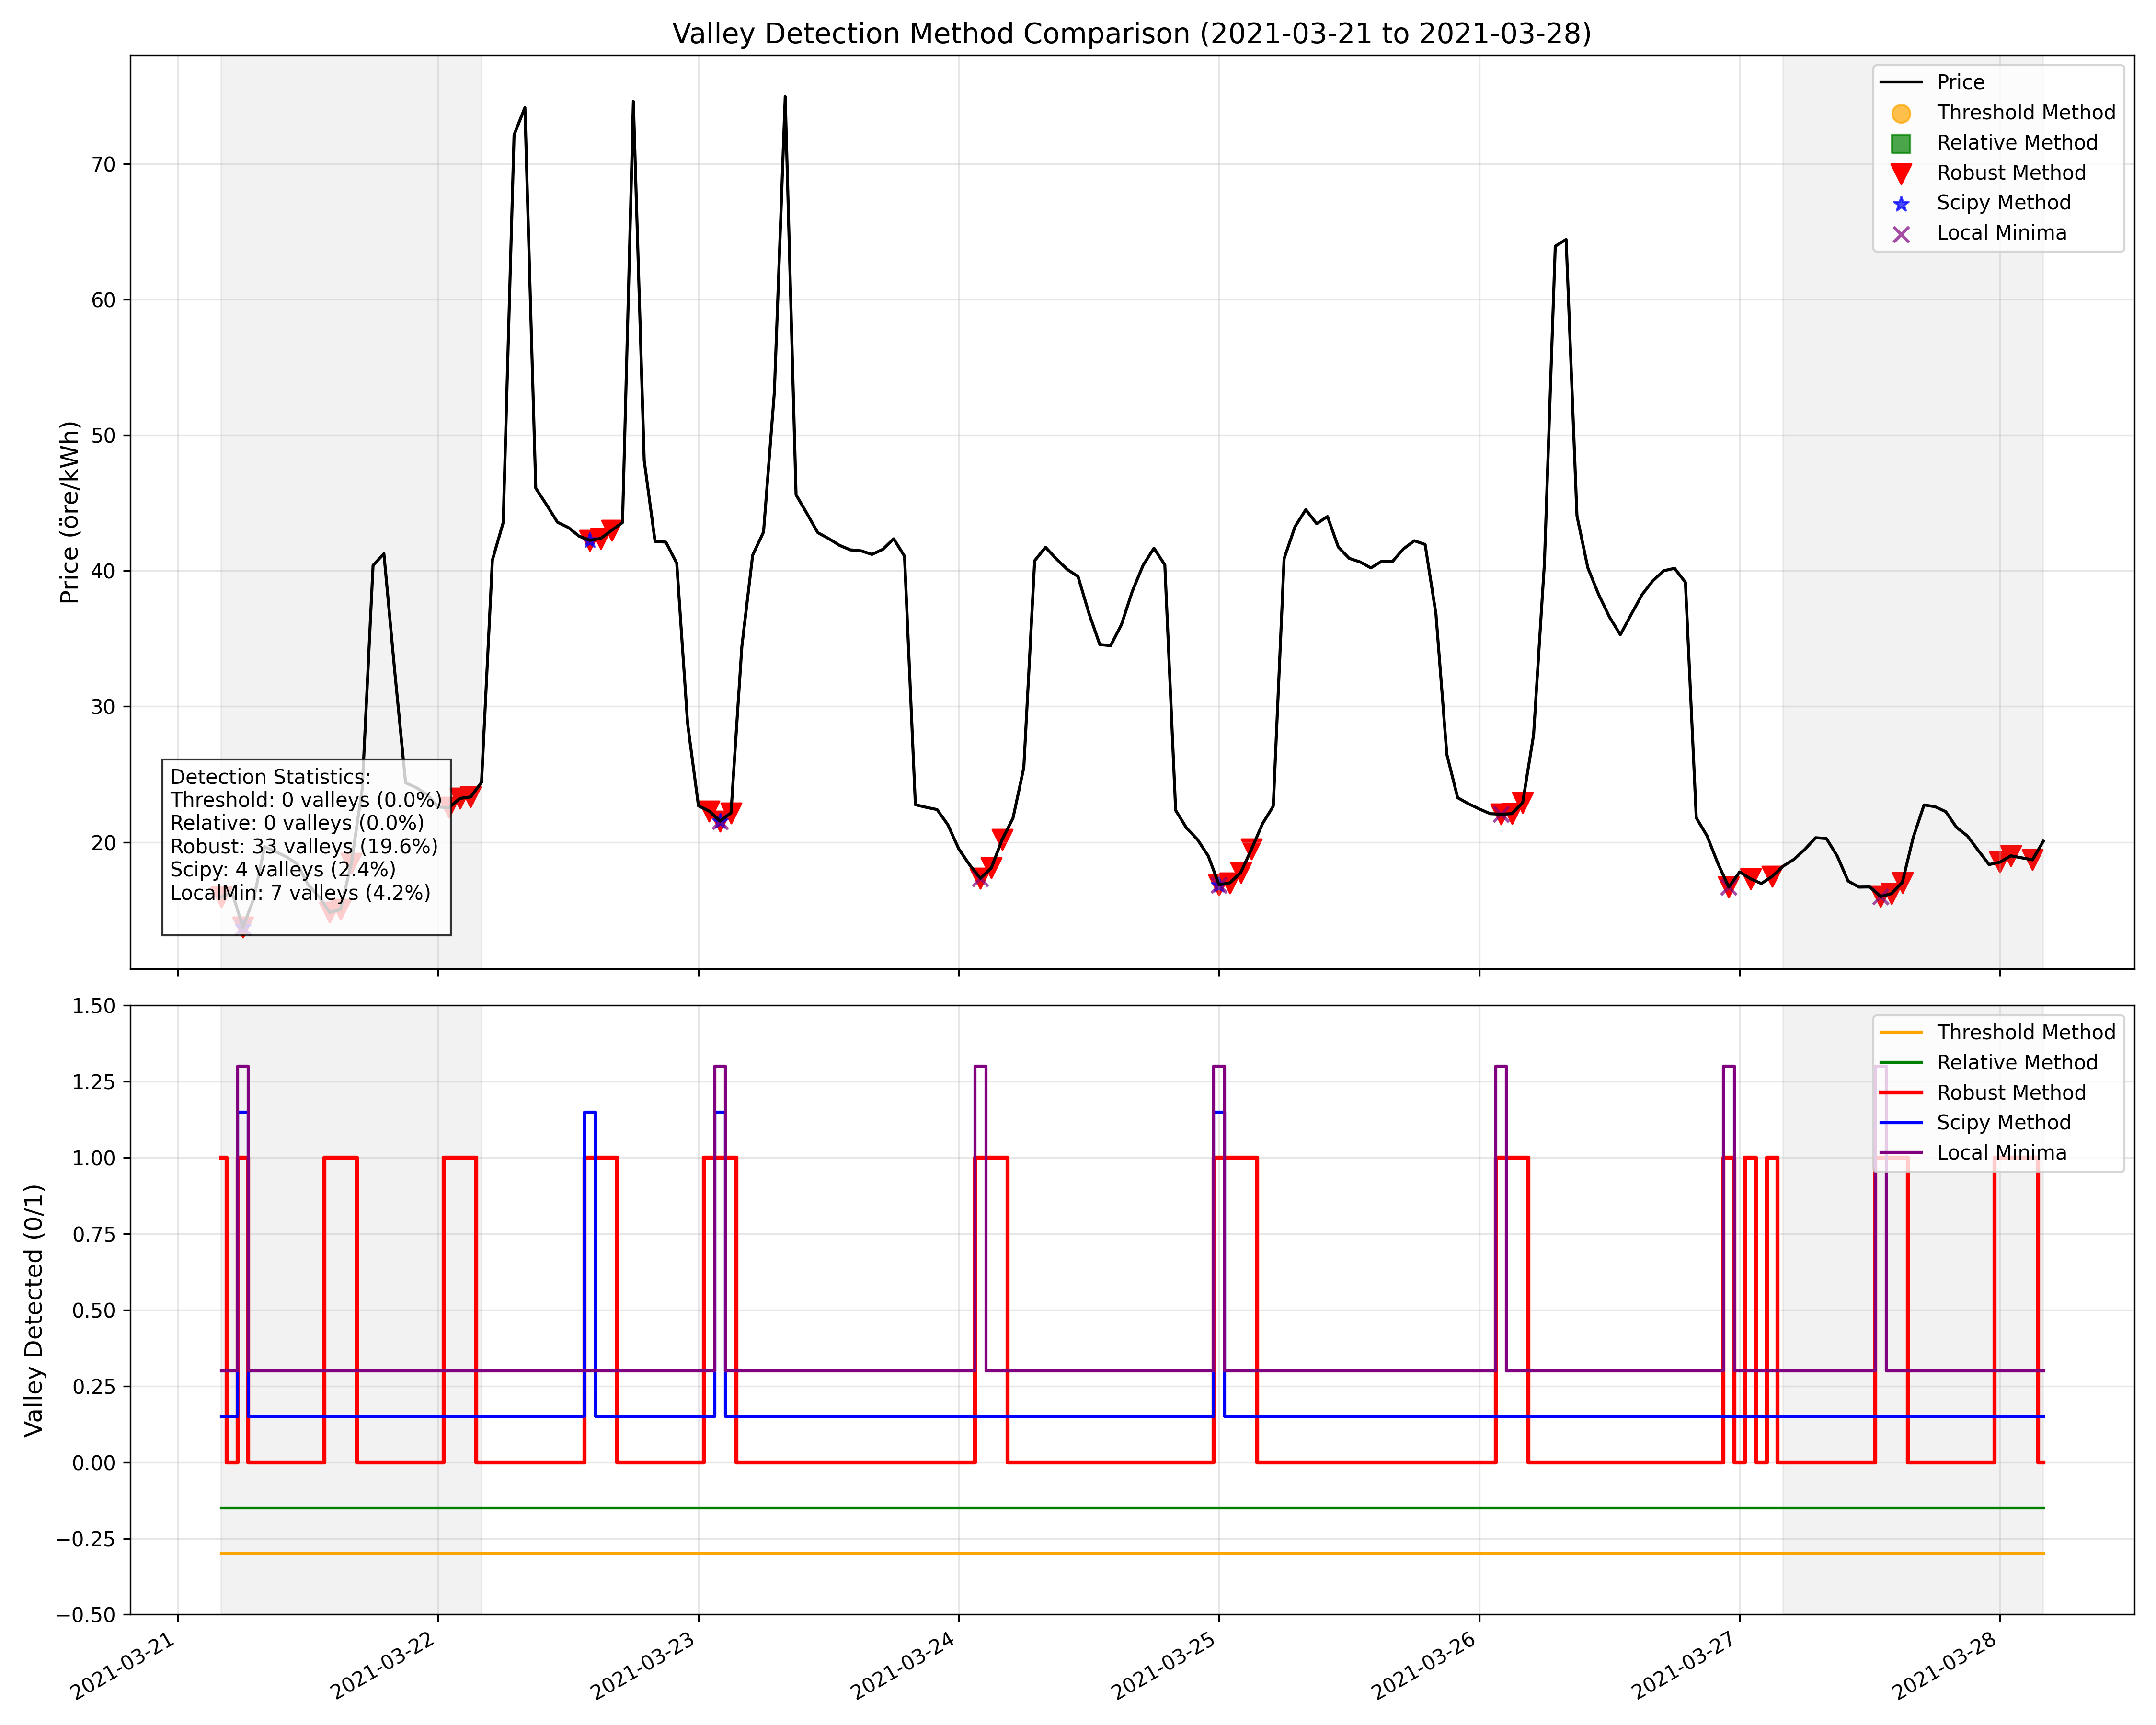 Valley Detection Method Comparison (2021-03-21 to 2021-03-28)
Price (öre/kWh)
70
60
50
40
30
20
Price
Threshold Method
Relative Method
Robust Method
Scipy Method
Local Minima
Detection Statistics:
Threshold: 0 valleys (0.0%)
Relative: 0 valleys (0.0%)
Robust: 33 valleys (19.6%)
Scipy: 4 valleys (2.4%)
LocalMin: 7 valleys (4.2%)
Valley Detected (0/1)
1.50
1.25
1.00
0.75
0.50
0.25
0.00
−0.25
−0.50
Threshold Method
Relative Method
Robust Method
Scipy Method
Local Minima
2021-03-21
2021-03-22
2021-03-23
2021-03-24
2021-03-25
2021-03-26
2021-03-27
2021-03-28